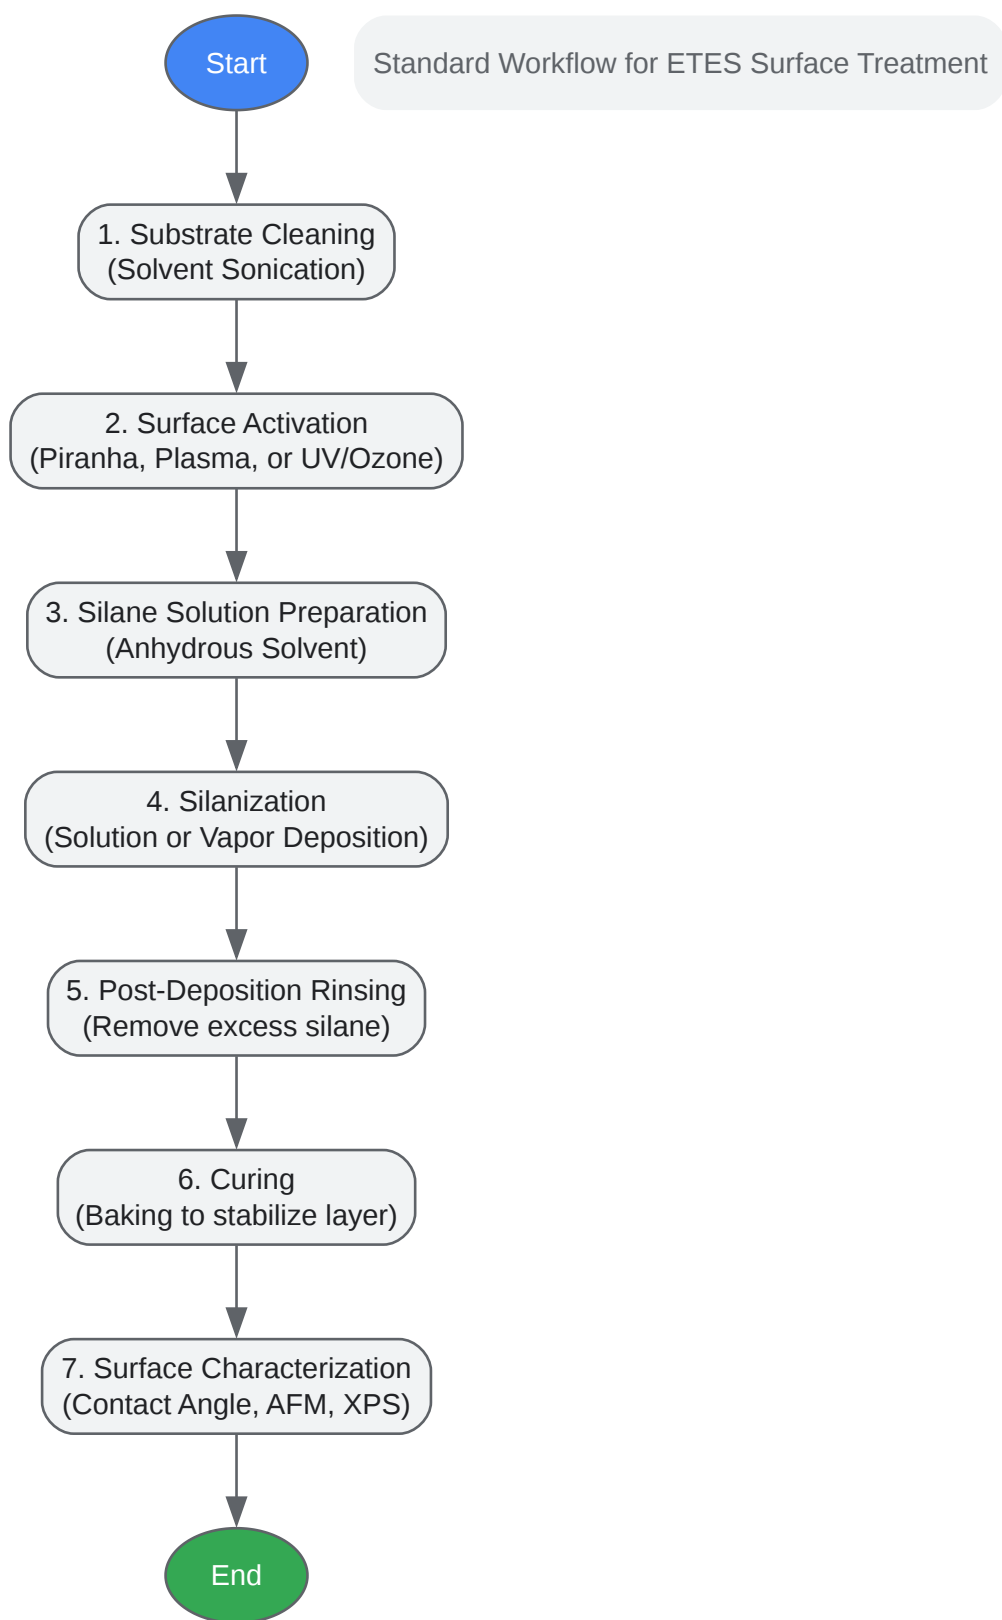 Start
Standard Workflow for ETES Surface Treatment
1. Substrate Cleaning
(Solvent Sonication)
2. Surface Activation
(Piranha, Plasma, or UV/Ozone)
3. Silane Solution Preparation
(Anhydrous Solvent)
4. Silanization
(Solution or Vapor Deposition)
5. Post-Deposition Rinsing
(Remove excess silane)
6. Curing
(Baking to stabilize layer)
7. Surface Characterization
(Contact Angle, AFM, XPS)
End